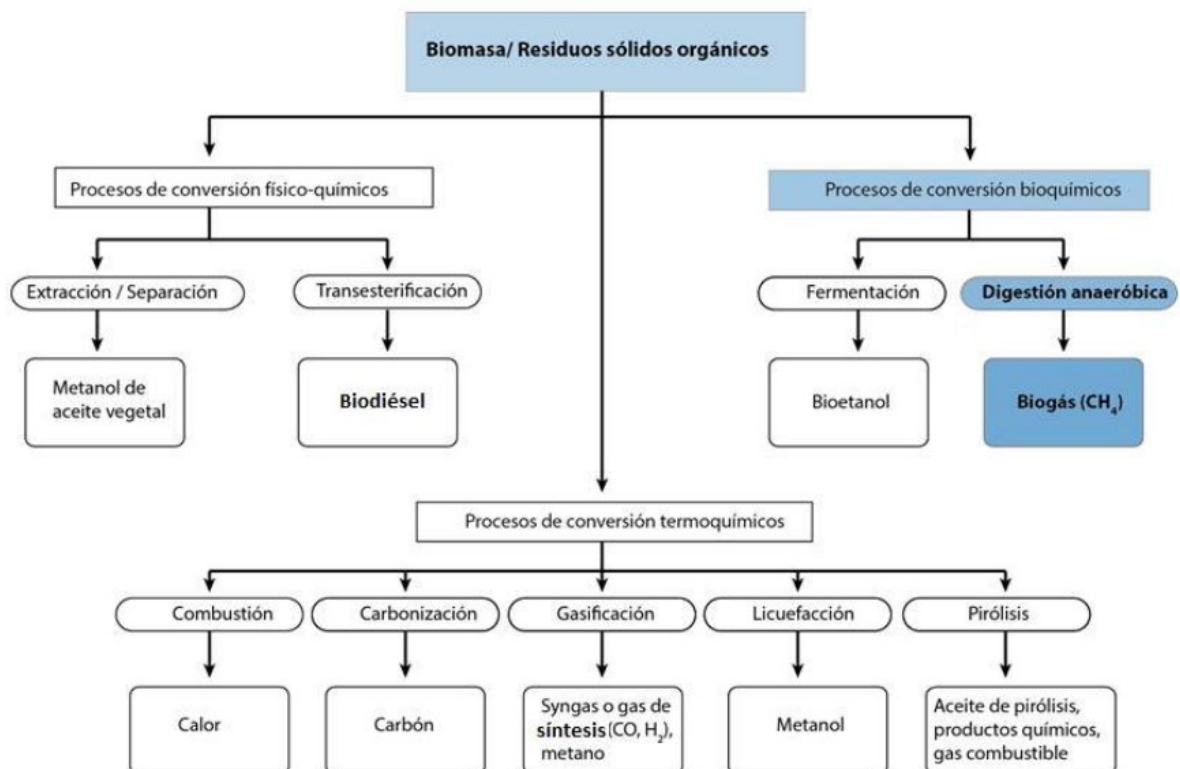 Biomasa/ Residuos sólidos orgánicos
Procesos de conversión físico-químicos
Procesos de conversión bioquímicos
Extracción / Separación
Transesterificación
Fermentación
Digestión anaeróbica
Metanol de
aceite vegetal
Biodiésel
Bioetanol
Biogás (CH₄)
Procesos de conversión termoquímicos
Combustión
Carbonización
Gasificación
Licuefacción
Pirólisis
Calor
Carbón
Syngas o gas de
síntesis (CO, H₂),
metano
Metanol
Aceite de pirólisis,
productos químicos,
gas combustible